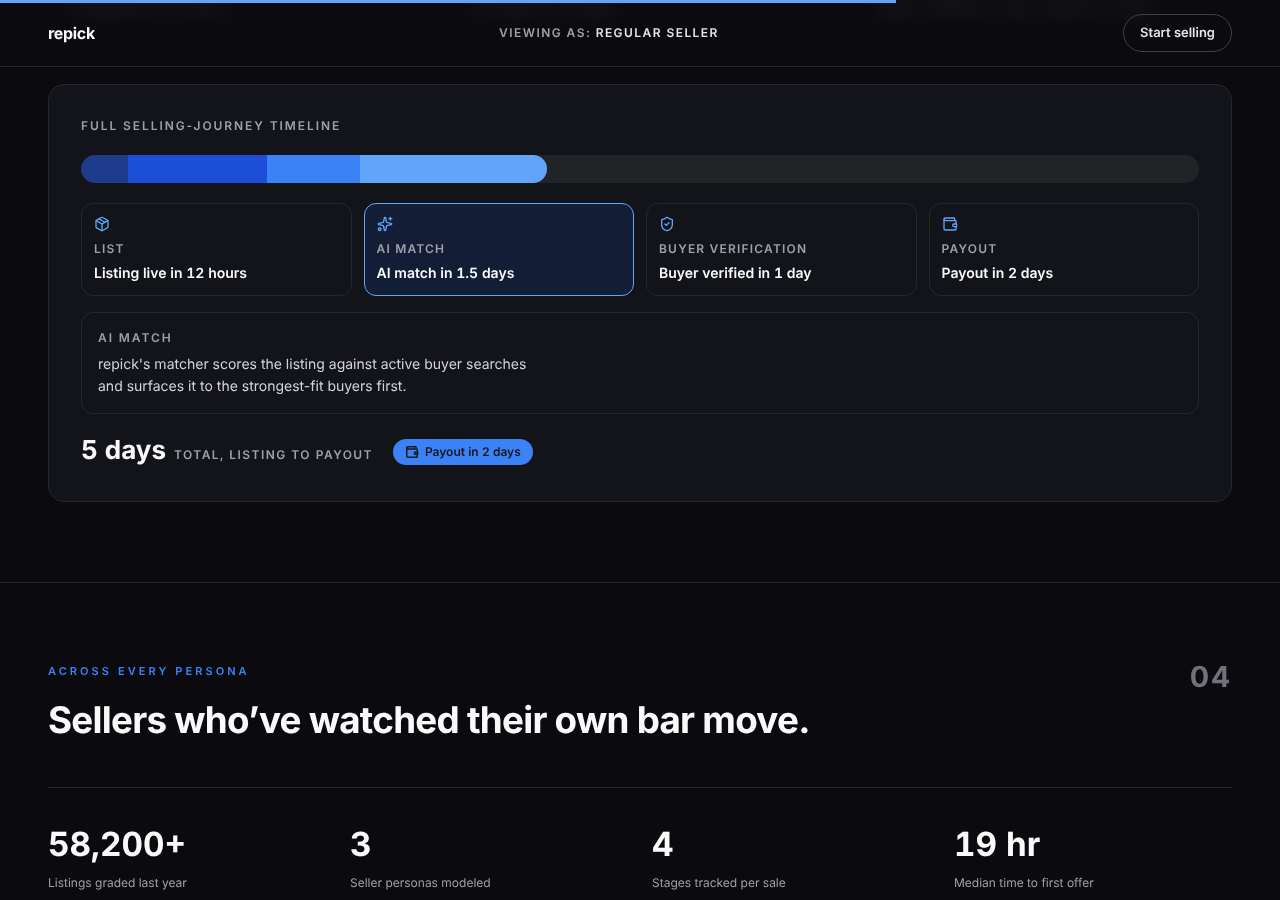 repick
VIEWING AS: REGULAR SELLER
Start selling
FULL SELLING-JOURNEY TIMELINE
LIST
Listing live in 12 hours
AI MATCH
AI match in 1.5 days
BUYER VERIFICATION
Buyer verified in 1 day
PAYOUT
Payout in 2 days
AI MATCH
repick's matcher scores the listing against active buyer searches
and surfaces it to the strongest-fit buyers first.
5 days TOTAL, LISTING TO PAYOUT
Payout in 2 days
ACROSS EVERY PERSONA
04
Sellers who’ve watched their own bar move.
58,200+
Listings graded last year
3
Seller personas modeled
4
Stages tracked per sale
19 hr
Median time to first offer